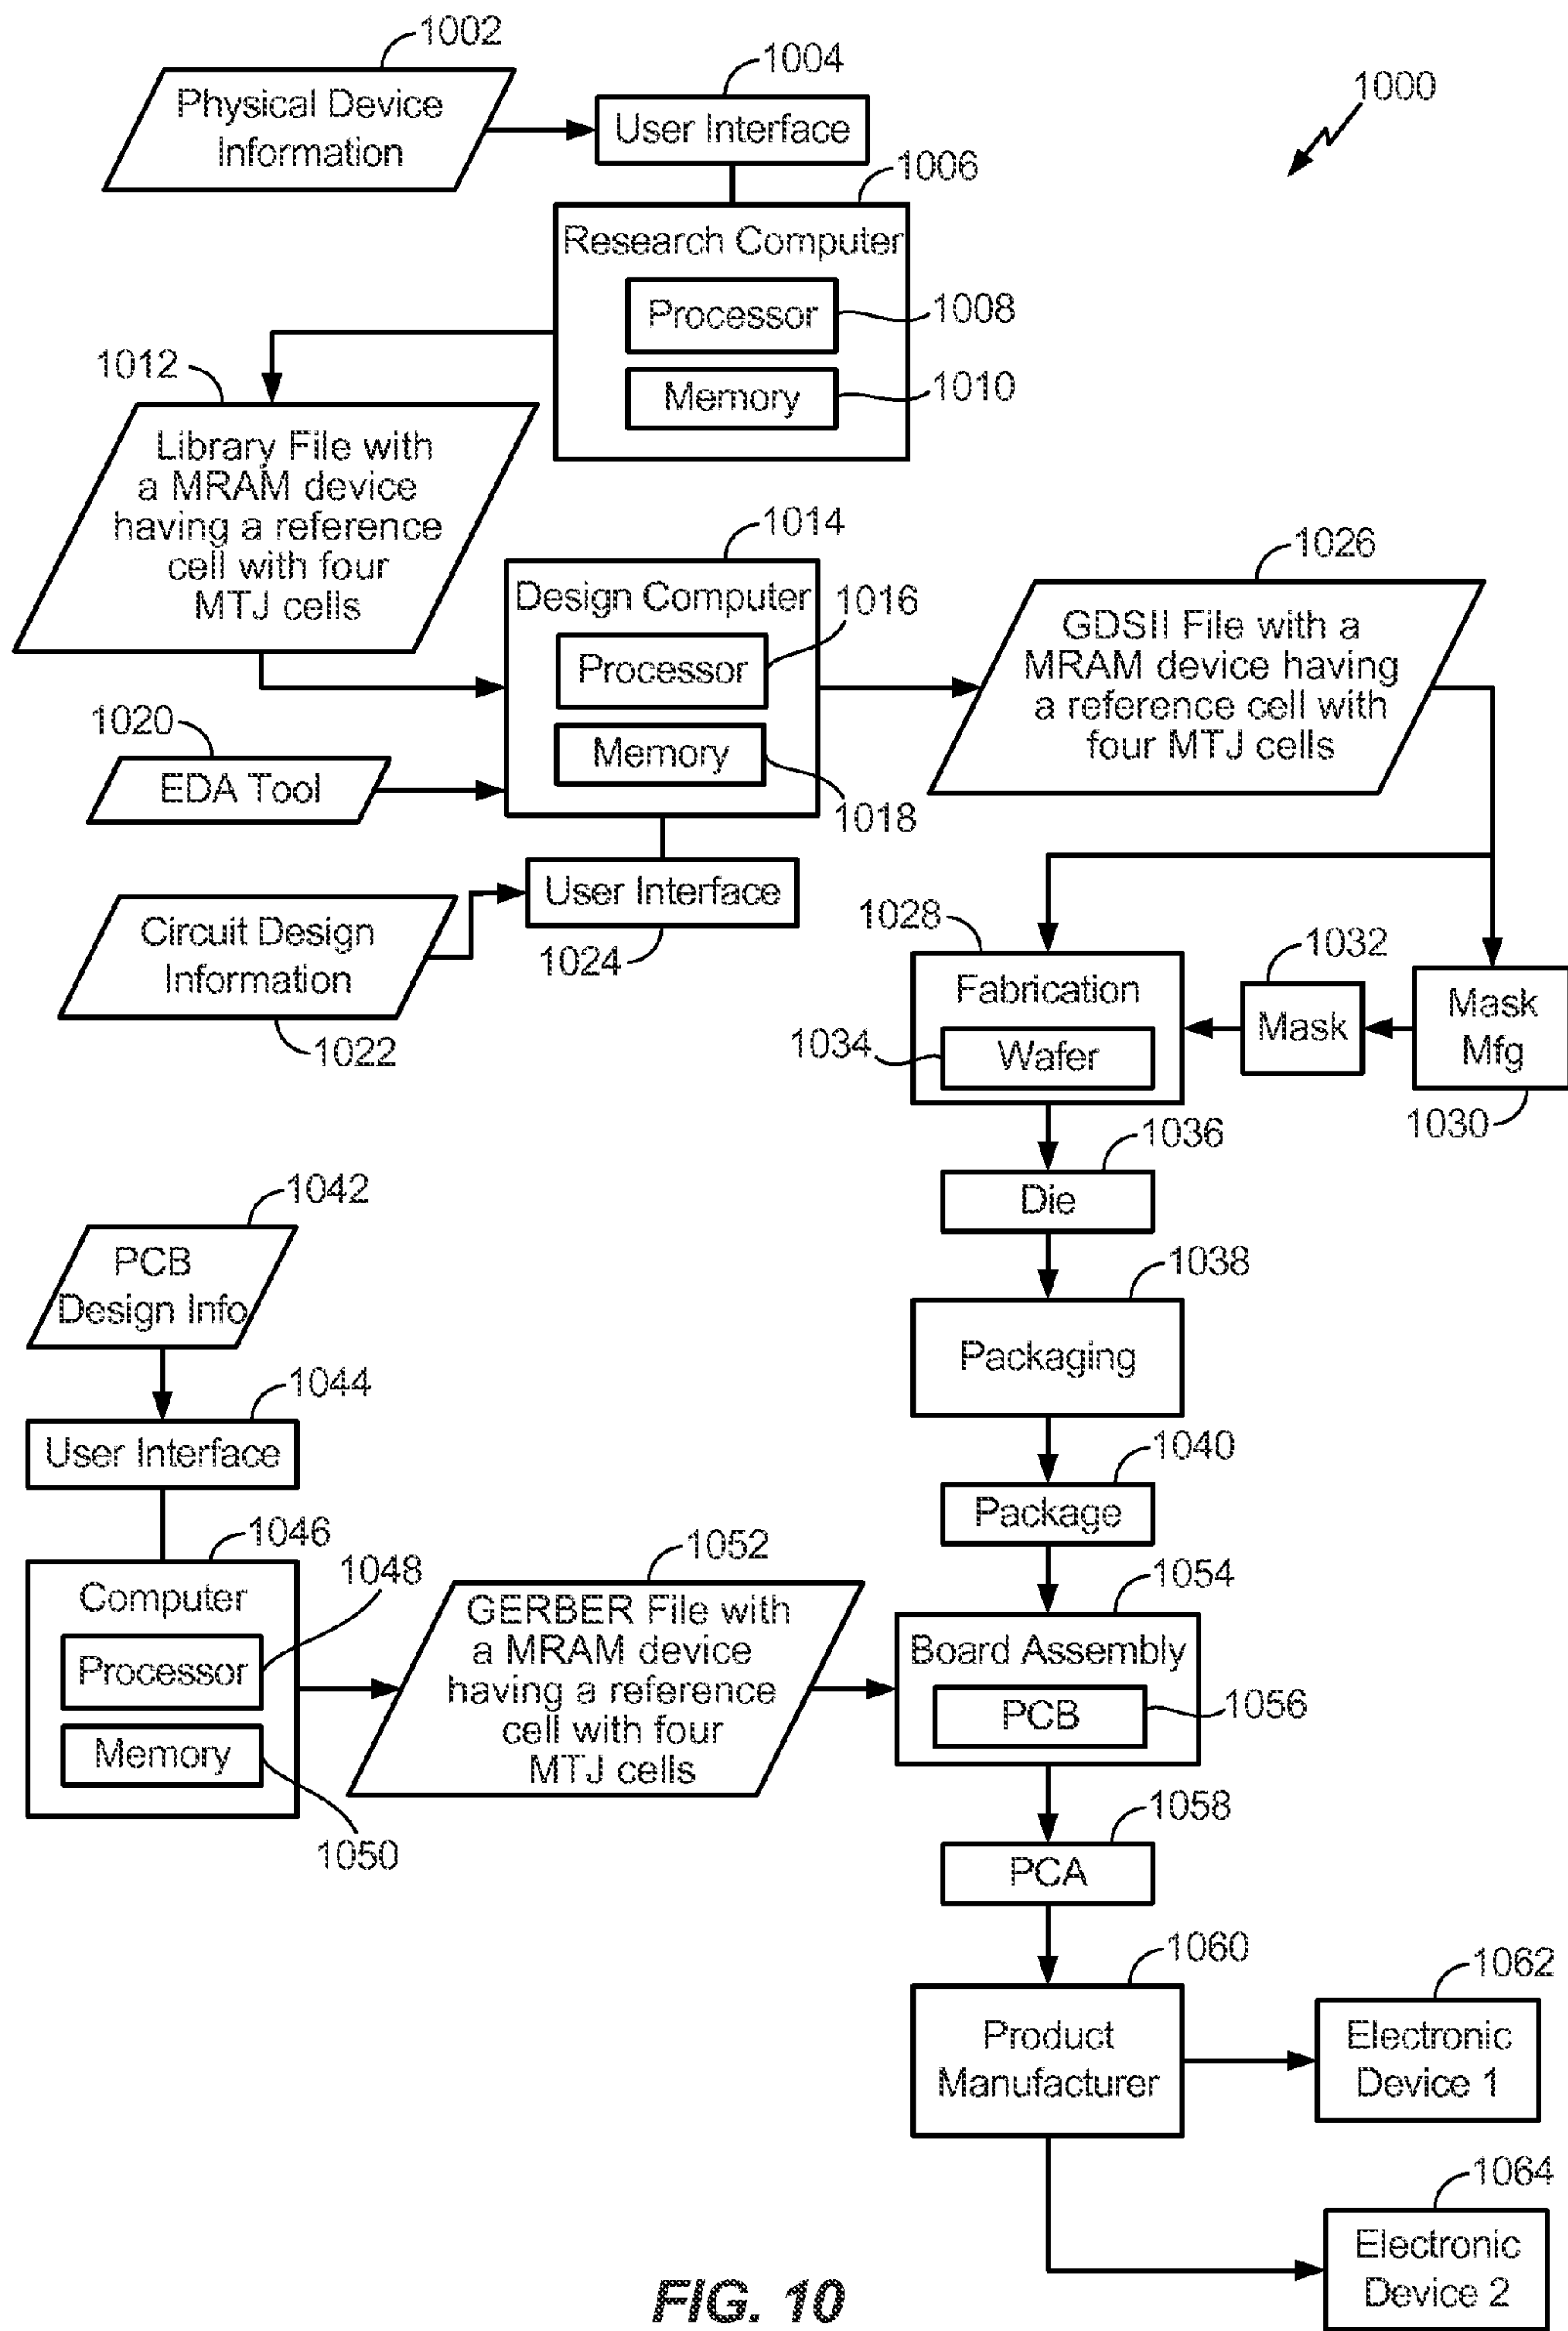 1002
Physical Device
Information
1004
User Interface
1000
1006
Research Computer
Processor
1008
Memory
1010
1012
Library File with
a MRAM device
having a reference
cell with four
MTJ cells
1014
Design Computer
1016
Processor
Memory
1018
1020
EDA Tool
1026
GDSII File with a
MRAM device having
a reference cell with
four MTJ cells
User Interface
1024
Circuit Design
Information
1022
1028
Fabrication
1034
Wafer
1032
Mask
Mask
Mfg
1030
1036
Die
1038
Packaging
1040
Package
1042
PCB
Design Info
1044
User Interface
1046
Computer
1048
Processor
Memory
1050
1052
GERBER File with
a MRAM device
having a reference
cell with four
MTJ cells
1054
Board Assembly
PCB
1056
1058
PCA
1060
Product
Manufacturer
1062
Electronic
Device 1
1064
Electronic
Device 2
FIG. 10